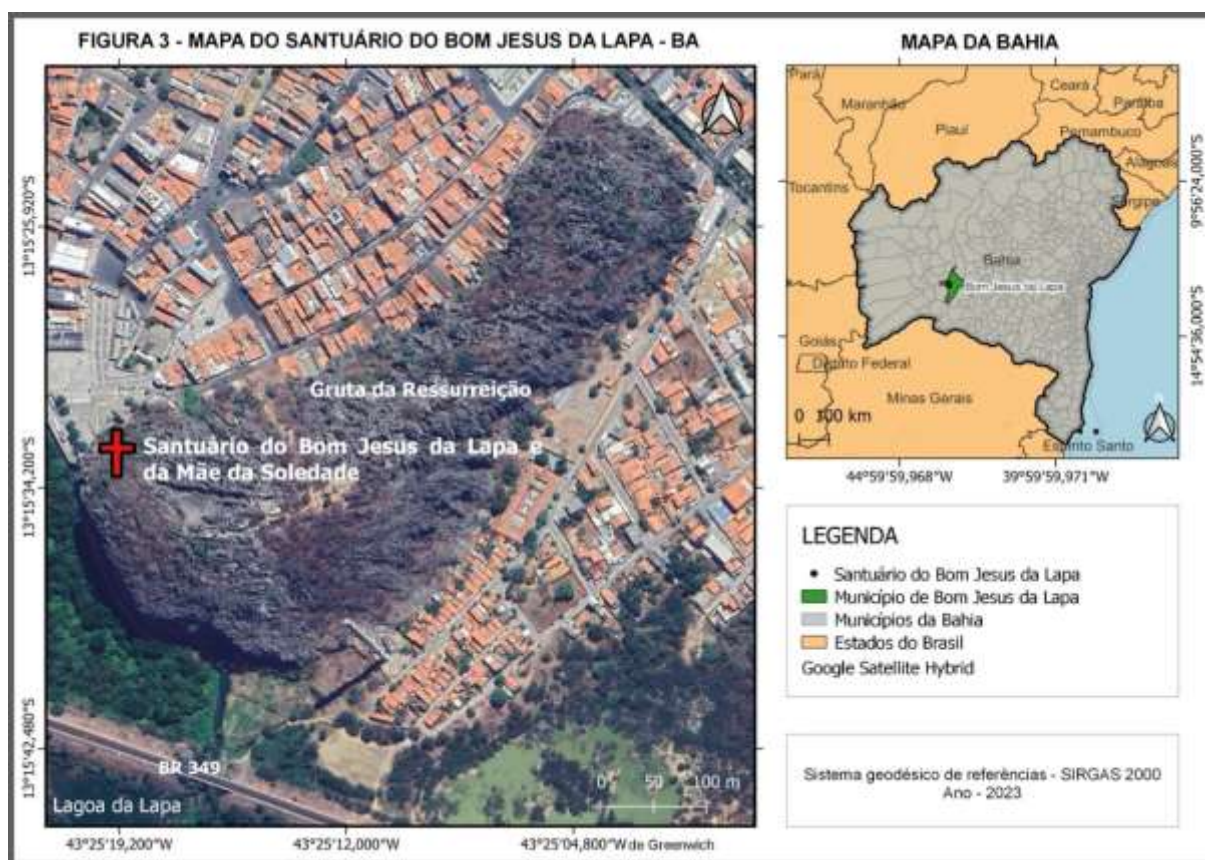 FIGURA 3 - MAPA DO SANTUÁRIO DO BOM JESUS DA LAPA - BA
13°15'25,920"S
13°15'34,200"S
13°15'42,480"S
Gruta da Ressurreição
Santuário do Bom Jesus da Lapa e
da Mãe da Soledade
BR 349
Lagoa da Lapa
0 50 100 m
43°25'19,200"W
43°25'12,000"W
43°25'04,800"W de Greenwich
MAPA DA BAHIA
Pará
Maranhão
Ceará
Paraíba
Piauí
Pernambuco
Alagoas
Tocantins
Sergipe
Bahia
Bom Jesus da Lapa
Goiás
Distrito Federal
Minas Gerais
0 100 km
Espírito Santo
9°56'24,000"S
14°54'36,000"S
44°59'59,968"W
39°59'59,971"W
LEGENDA
Santuário do Bom Jesus da Lapa
Município de Bom Jesus da Lapa
Municípios da Bahia
Estados do Brasil
Google Satellite Hybrid
Sistema geodésico de referências - SIRGAS 2000
Ano - 2023